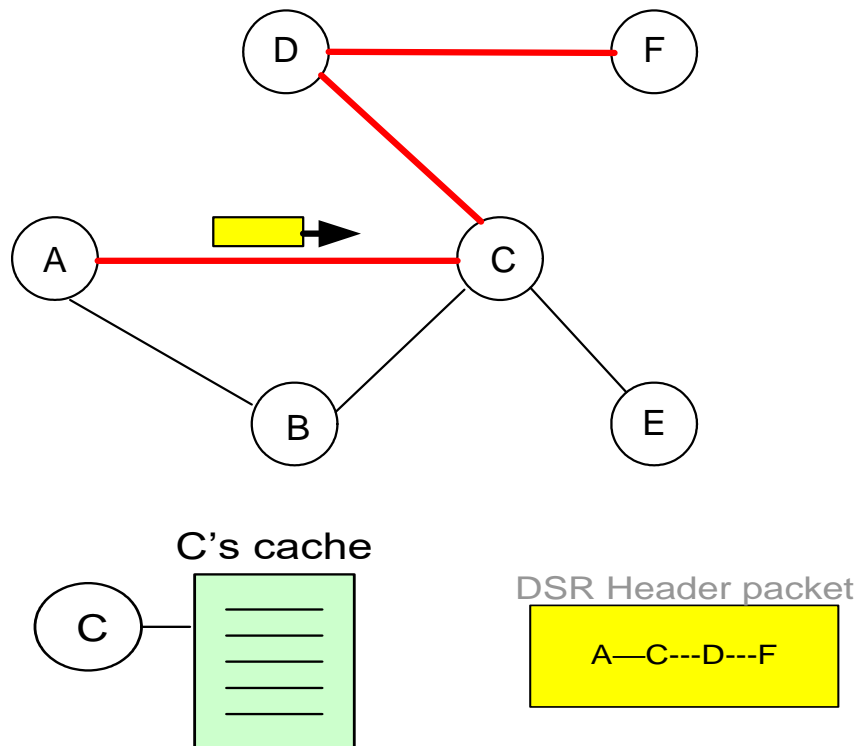 D
F
A
C
B
E
C's cache
C
DSR Header packet
A—C---D---F